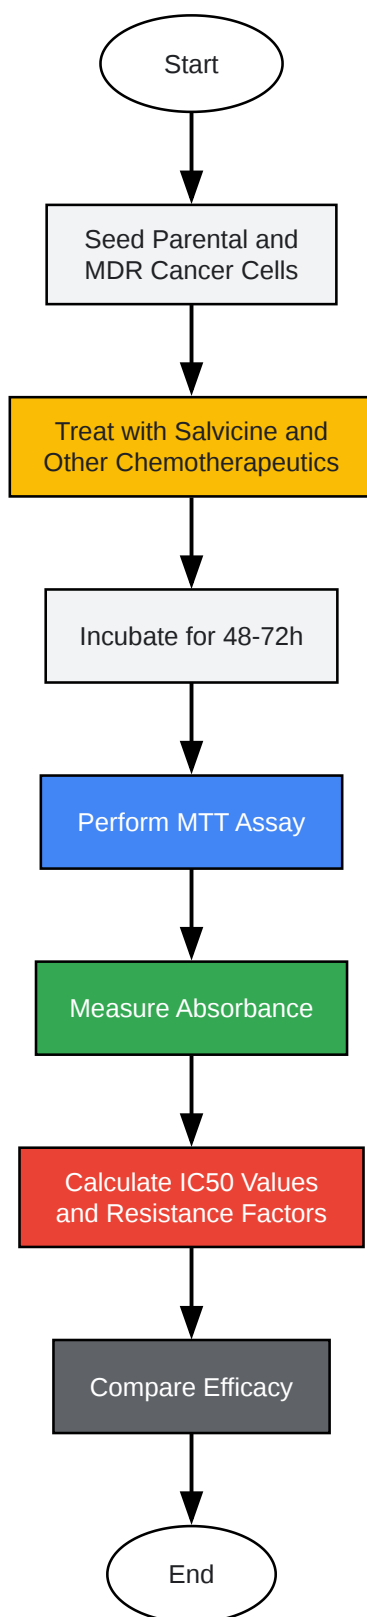 Start
Seed Parental and
MDR Cancer Cells
Treat with Salvicine and
Other Chemotherapeutics
Incubate for 48-72h
Perform MTT Assay
Measure Absorbance
Calculate IC50 Values
and Resistance Factors
Compare Efficacy
End